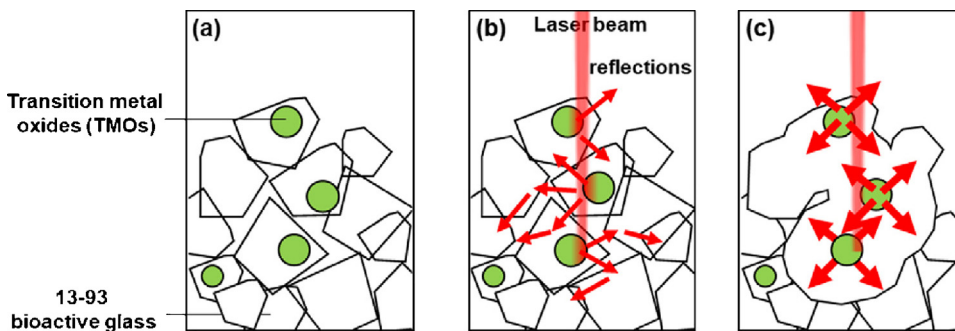 (a)
Transition metal
oxides (TMOs)
13-93
bioactive glass
(b)
Laser beam
reflections
(c)